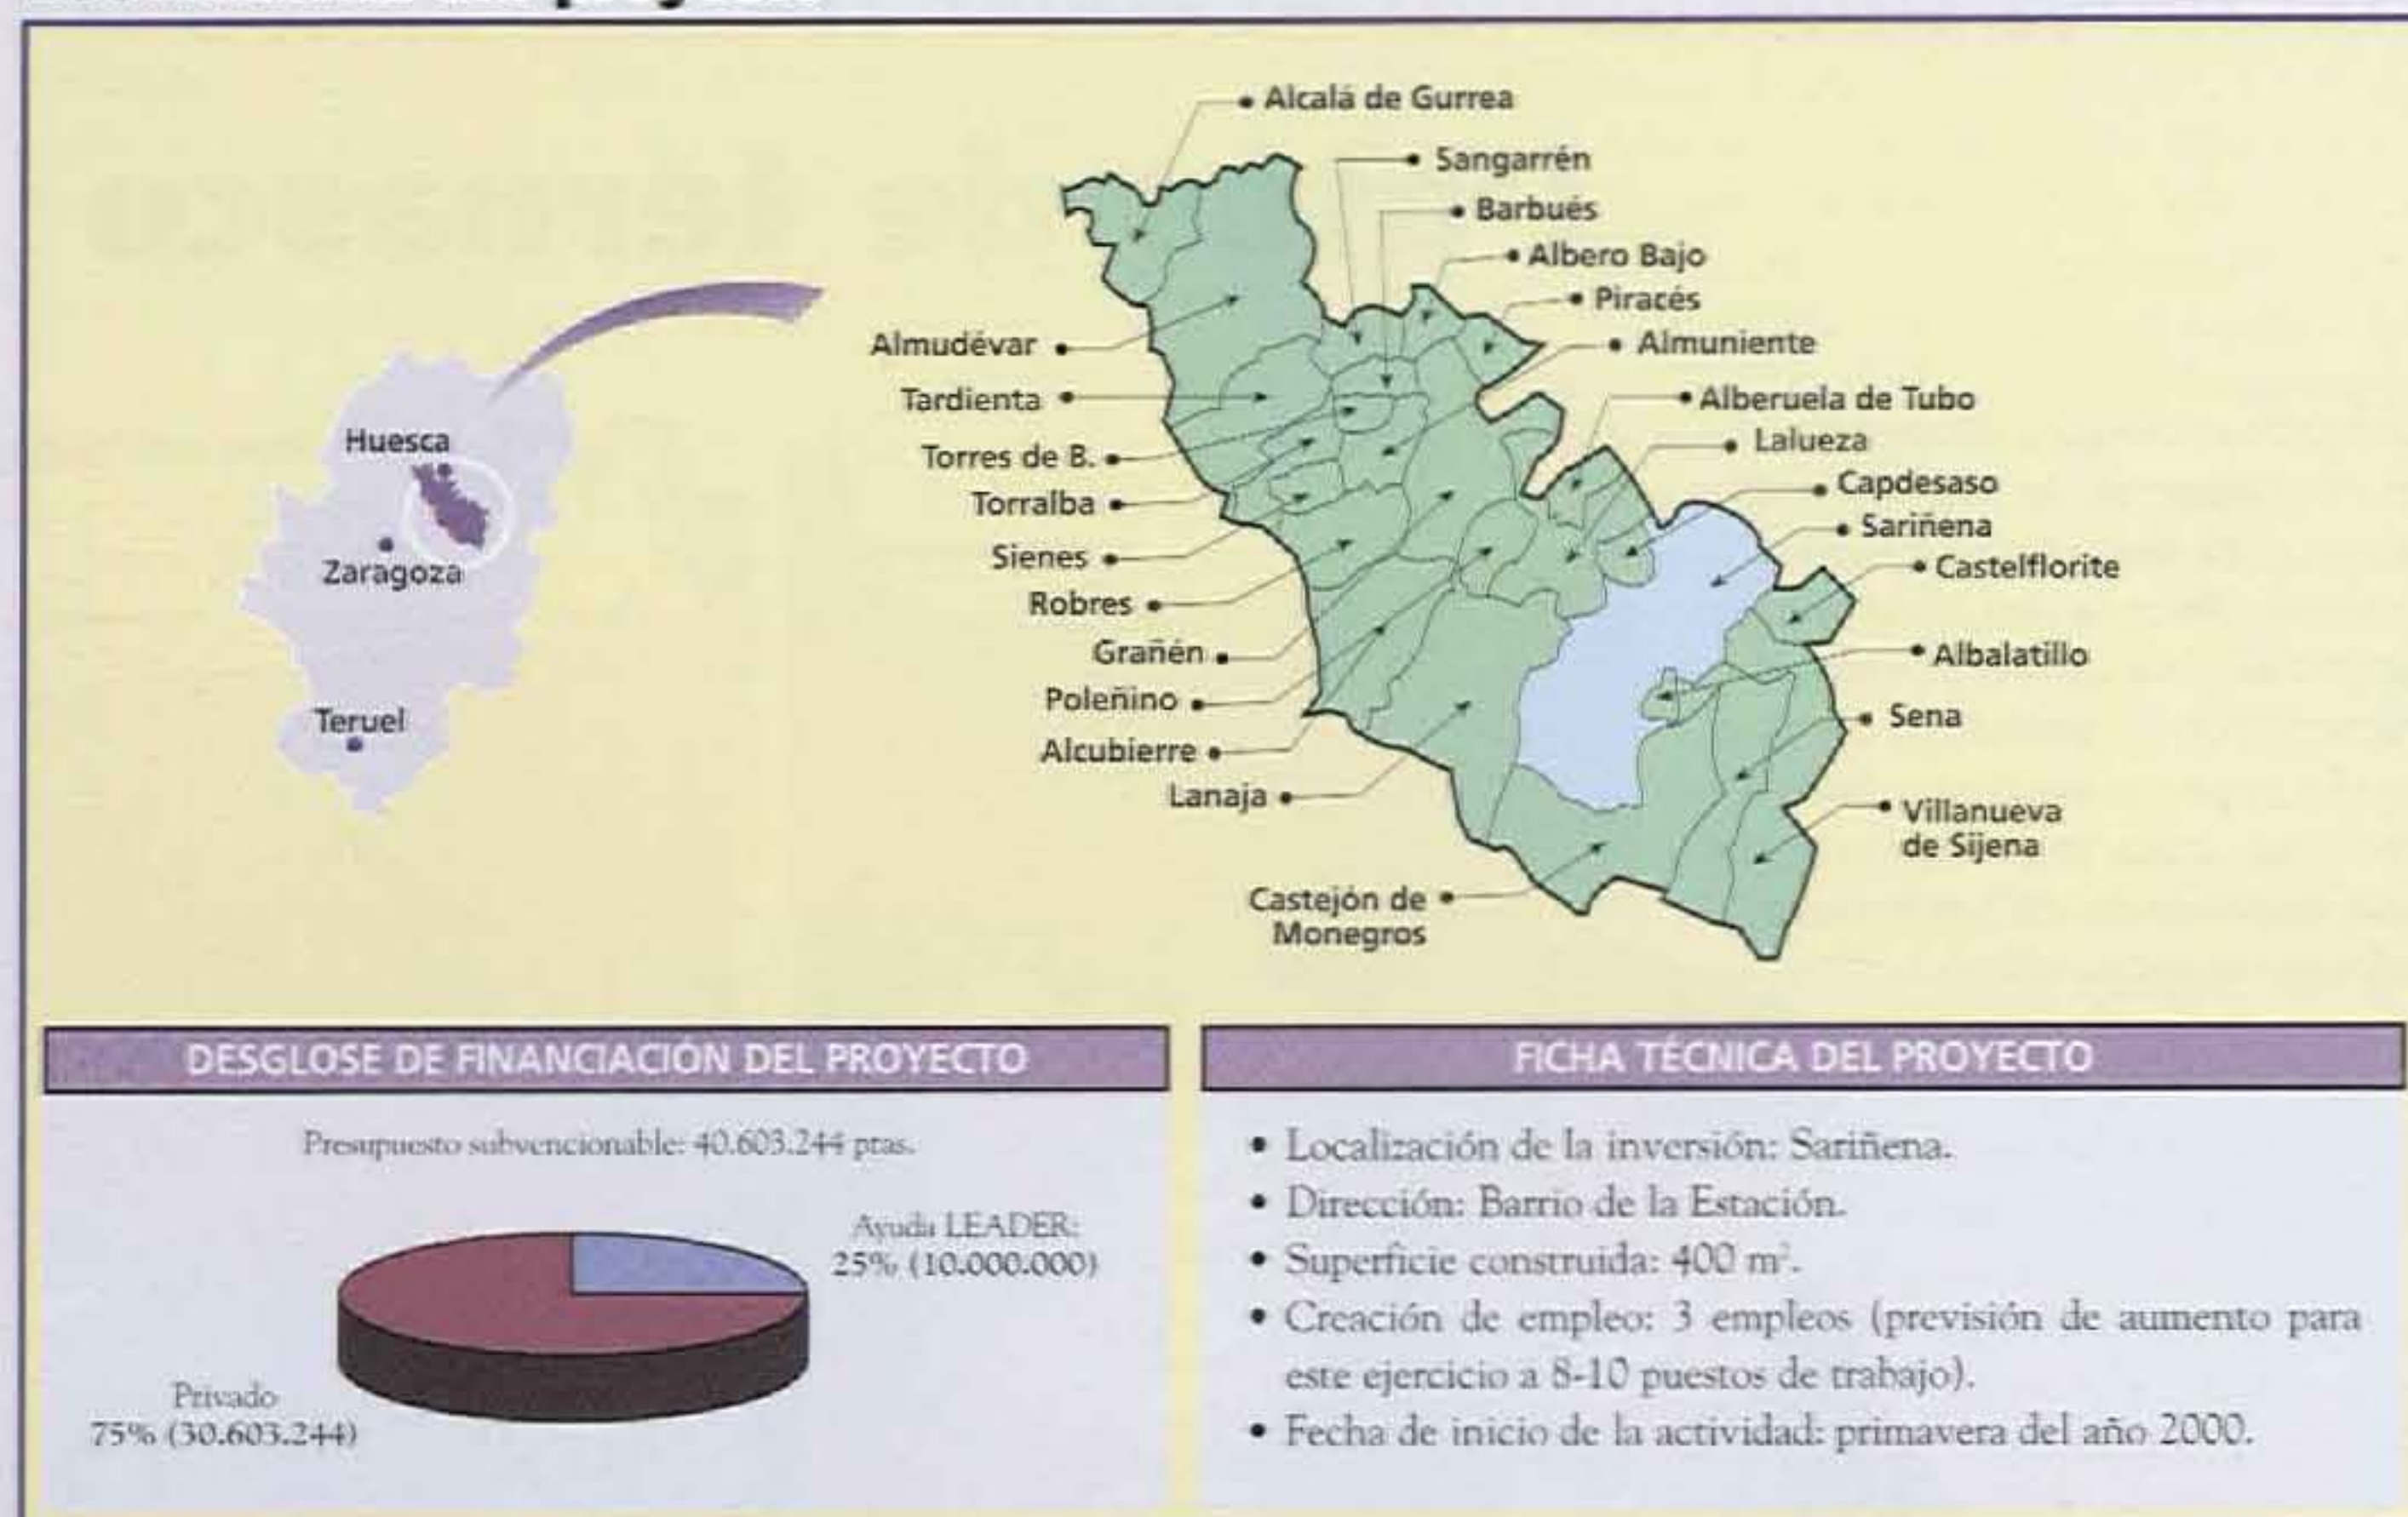 Huesca
Zaragoza
Teruel
Alcalá de Gurrea
Sangarrén
Barbués
Albero Bajo
Piracés
Almuniente
Alberuela de Tubo
Lalueza
Capdesaso
Sariñena
Castelflorite
Albalatillo
Sena
Villanueva
de Sijena
Almudévar
Tardienta
Torres de B.
Torralba
Sienes
Robres
Grañén
Poleñino
Alcubierre
Lanaja
Castejón de
Monegros
DESGLOSE DE FINANCIACIÓN DEL PROYECTO
Presupuesto subvencionable: 40.603.244 ptas.
Ayuda LEADER:
25% (10.000.000)
Privado
75% (30.603.244)
FICHA TÉCNICA DEL PROYECTO
• Localización de la inversión: Sariñena.
• Dirección: Barrio de la Estación.
• Superficie construida: 400 m².
• Creación de empleo: 3 empleos (previsión de aumento para
este ejercicio a 8-10 puestos de trabajo).
• Fecha de inicio de la actividad: primavera del año 2000.